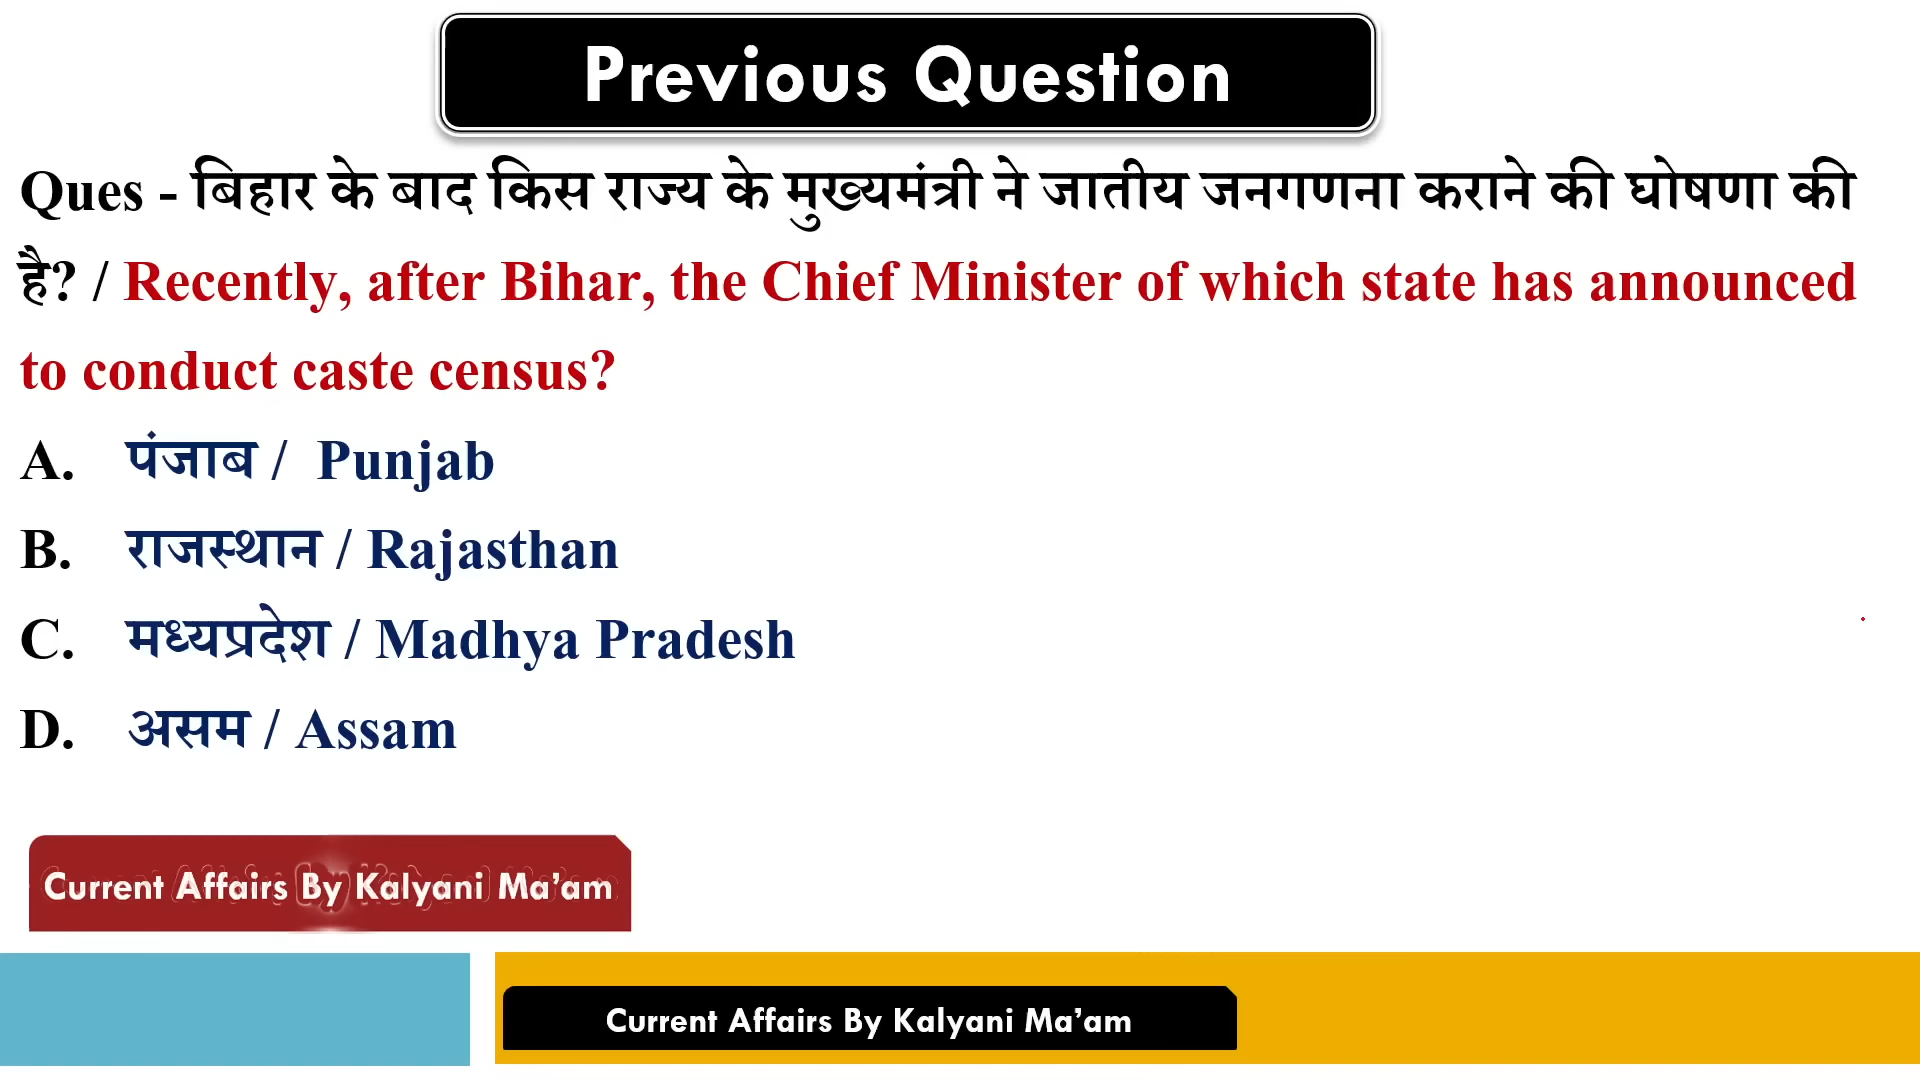 Previous Question
Ques - बिहार के बाद किस राज्य के मुख्यमंत्री ने जातीय जनगणना कराने की घोषणा की
है? / Recently, after Bihar, the Chief Minister of which state has announced
to conduct caste census?
A. पंजाब / Punjab
B. राजस्थान / Rajasthan
C. मध्यप्रदेश / Madhya Pradesh
D. असम / Assam
Current Affairs By Kalyani Ma'am
Current Affairs By Kalyani Ma'am